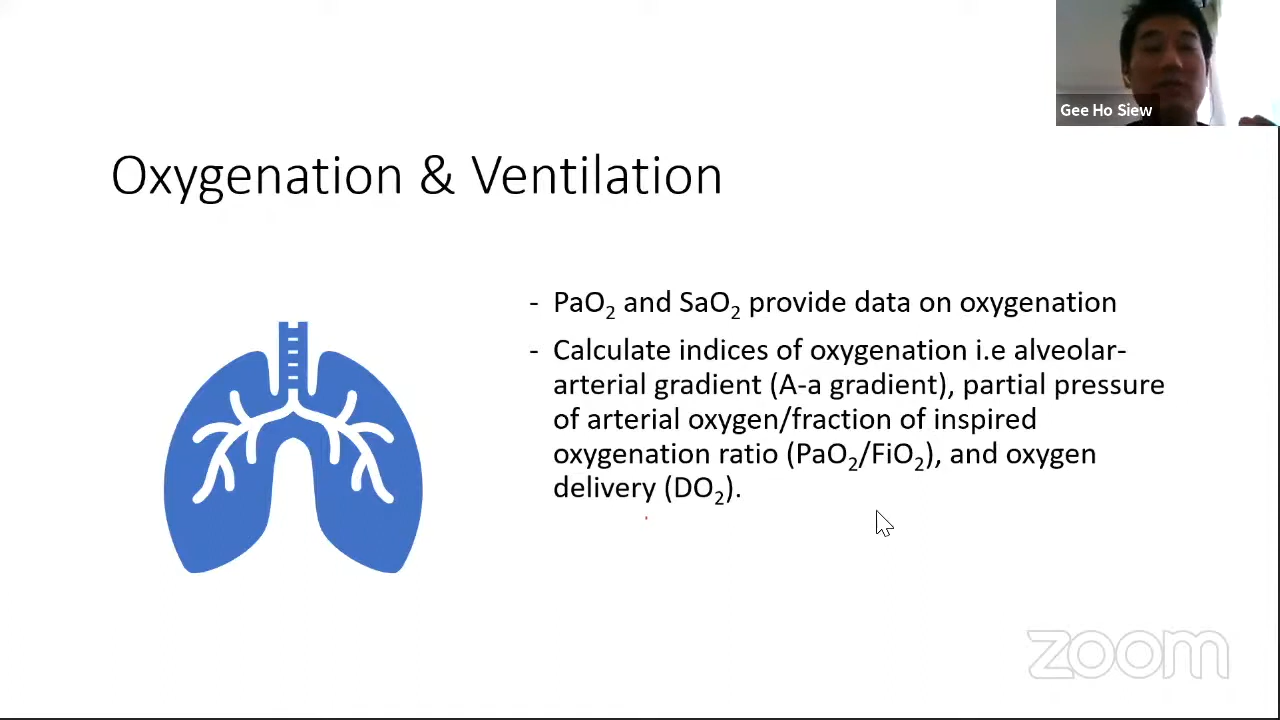 Gee Ho Siew
Oxygenation & Ventilation
- PaO₂ and SaO₂ provide data on oxygenation
- Calculate indices of oxygenation i.e alveolar-
arterial gradient (A-a gradient), partial pressure
of arterial oxygen/fraction of inspired
oxygenation ratio (PaO₂/FiO₂), and oxygen
delivery (DO₂).
zoom